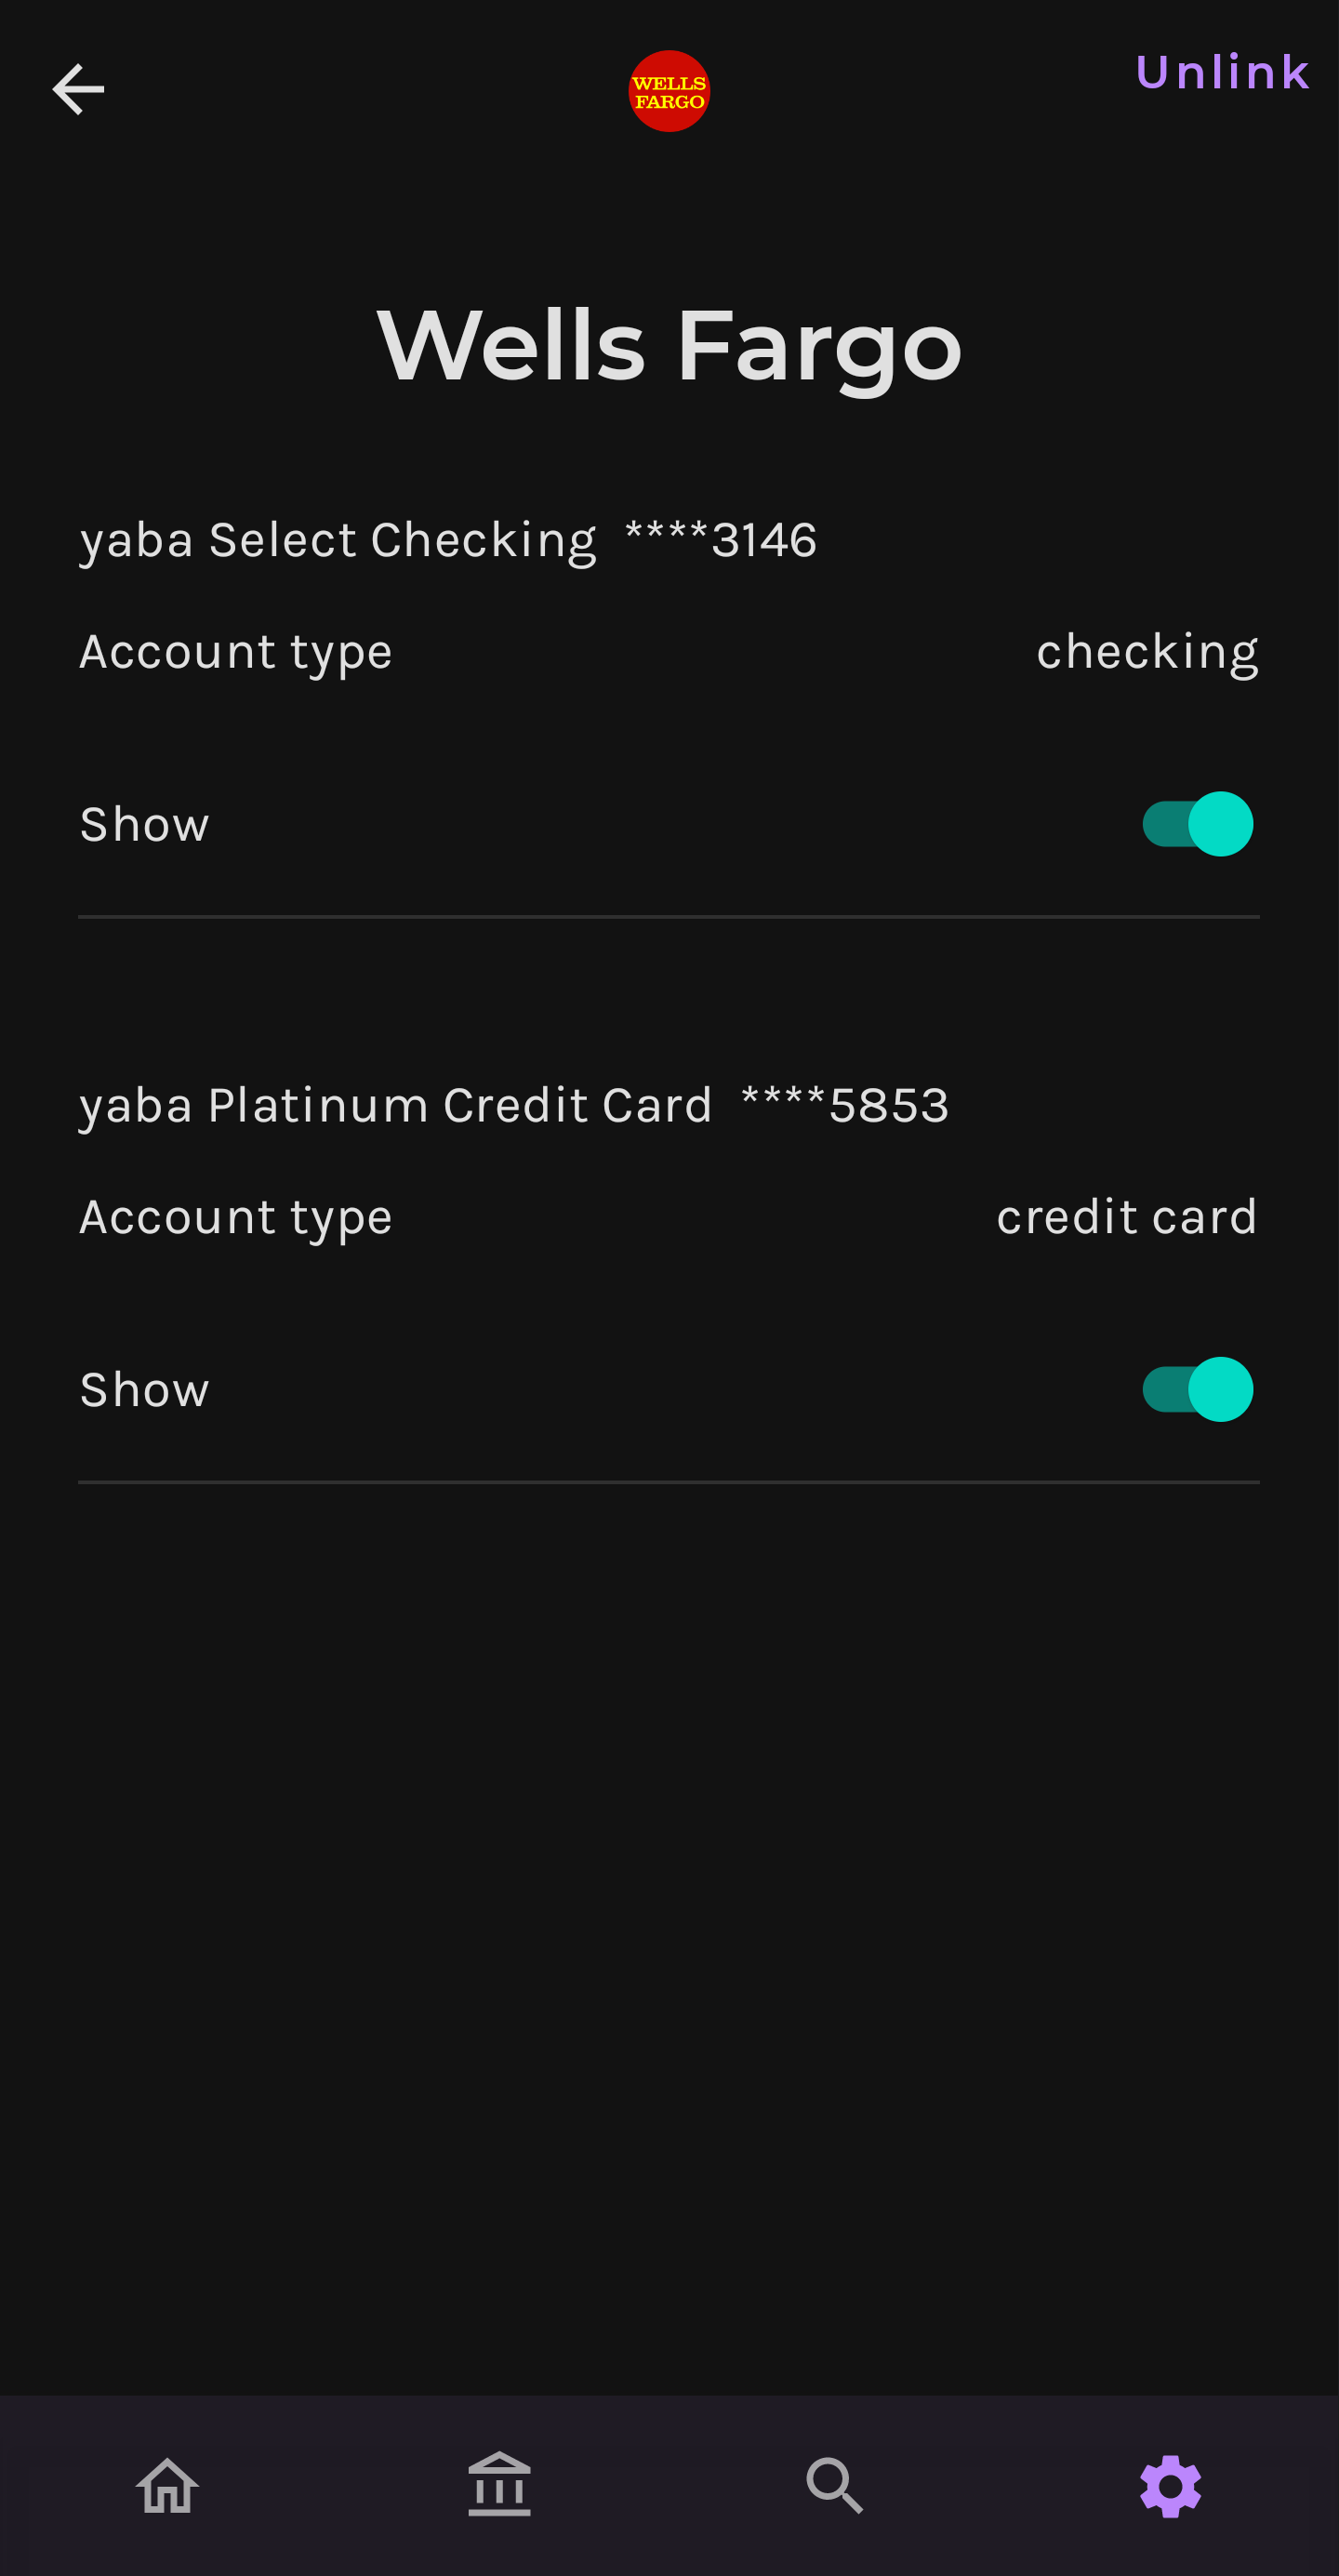 WELLS
FARGO
Unlink
Wells Fargo
yaba Select Checking ****3146
Account type checking
Show
yaba Platinum Credit Card ****5853
Account type credit card
Show